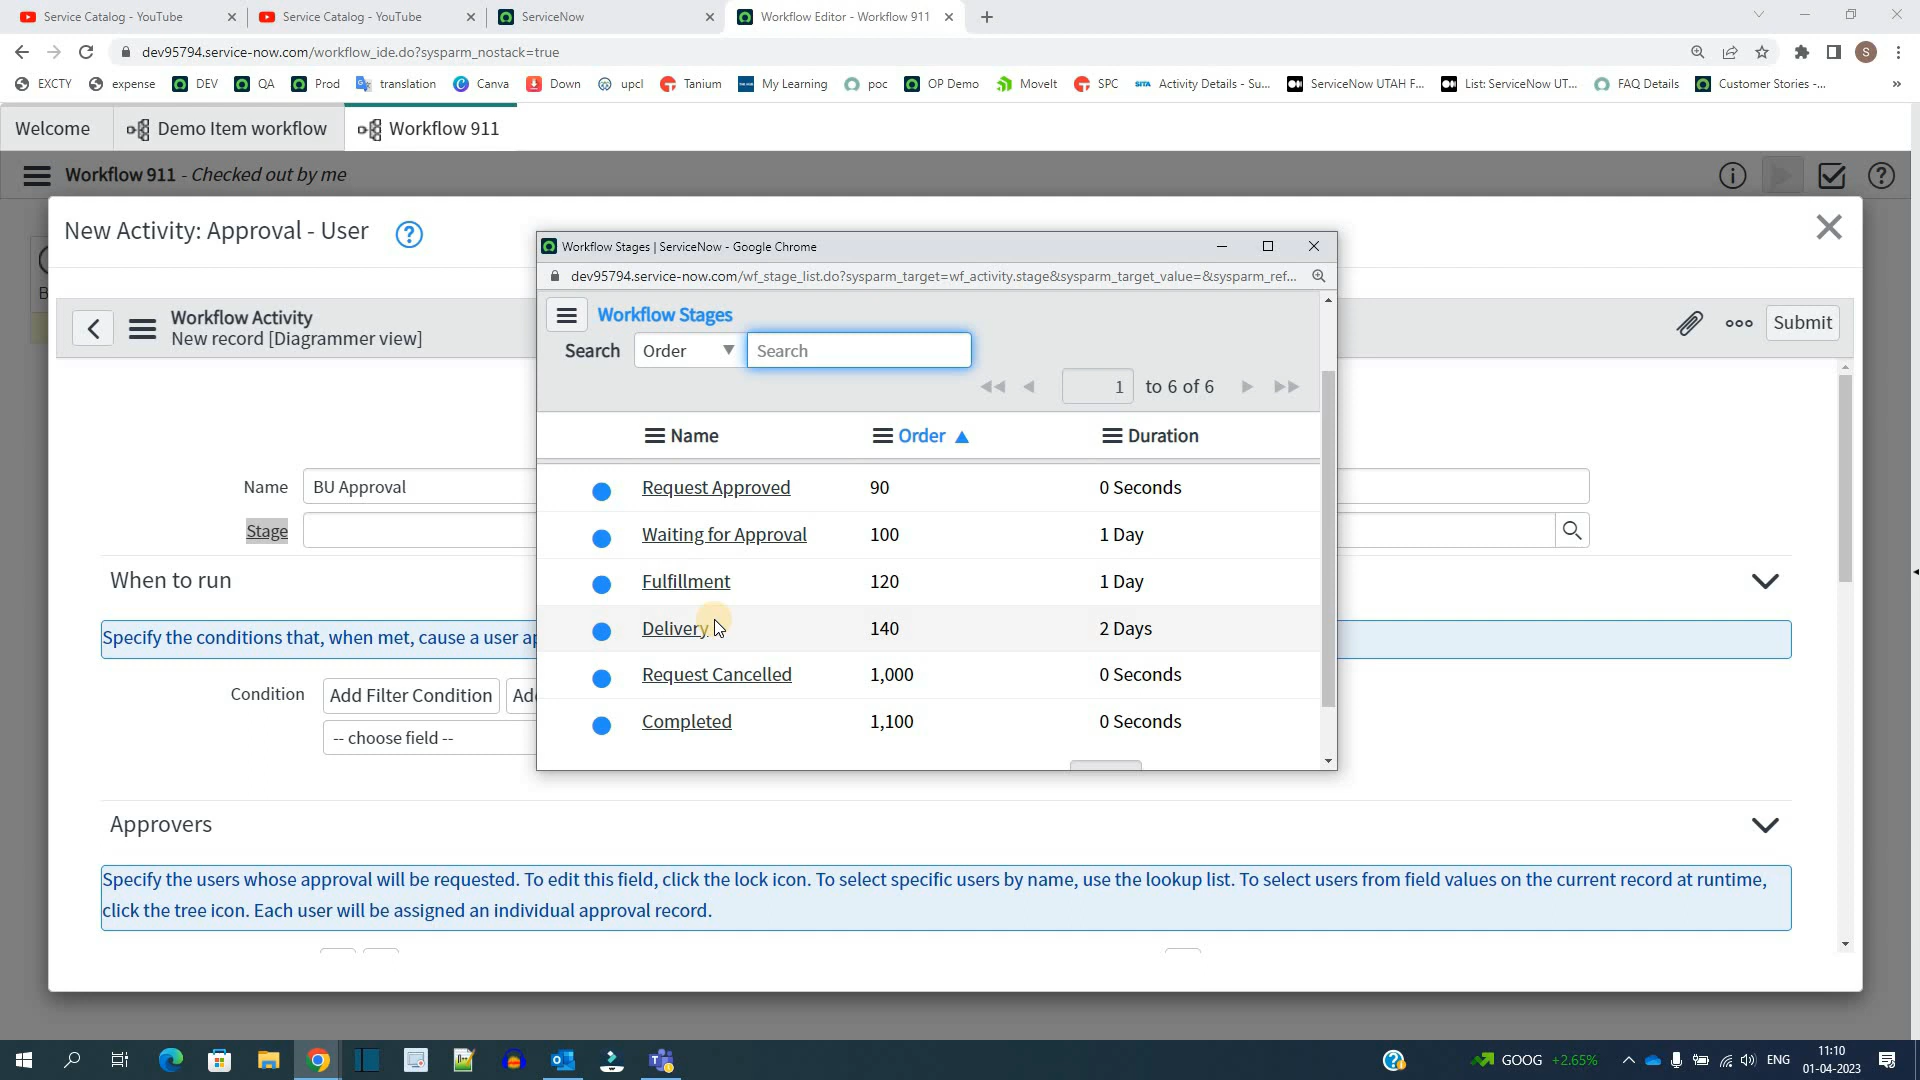 Service Catalog - YouTube
Service Catalog - YouTube
ServiceNow
Workflow Editor - Workflow 911
dev95794.service-now.com/workflow_ide.do?sysparm_nostack=true
S
EXCTY expense DEV QA Prod translation Canva Down upcl Tanium My Learning poc OP Demo MoveIt SPC SITA Activity Details - Su... ServiceNow UTAH F... List: ServiceNow UT... FAQ Details Customer Stories -... »
Welcome Demo Item workflow Workflow 911
Workflow 911 - Checked out by me
New Activity: Approval - User
Workflow Stages | ServiceNow - Google Chrome
dev95794.service-now.com/wf_stage_list.do?sysparm_target=wf_activity.stage&sysparm_target_value=&sysparm_ref...
Workflow Activity
New record [Diagrammer view]
Submit
Workflow Stages
Search Order Search
1 to 6 of 6
Name Order Duration
Request Approved 90 0 Seconds
Waiting for Approval 100 1 Day
Fulfillment 120 1 Day
Delivery 140 2 Days
Request Cancelled 1,000 0 Seconds
Completed 1,100 0 Seconds
Name BU Approval
Stage
When to run
Specify the conditions that, when met, cause a user ap
Condition Add Filter Condition Add
-- choose field --
Approvers
Specify the users whose approval will be requested. To edit this field, click the lock icon. To select specific users by name, use the lookup list. To select users from field values on the current record at runtime,
click the tree icon. Each user will be assigned an individual approval record.
GOOG +2.65%
ENG
11:10
01-04-2023